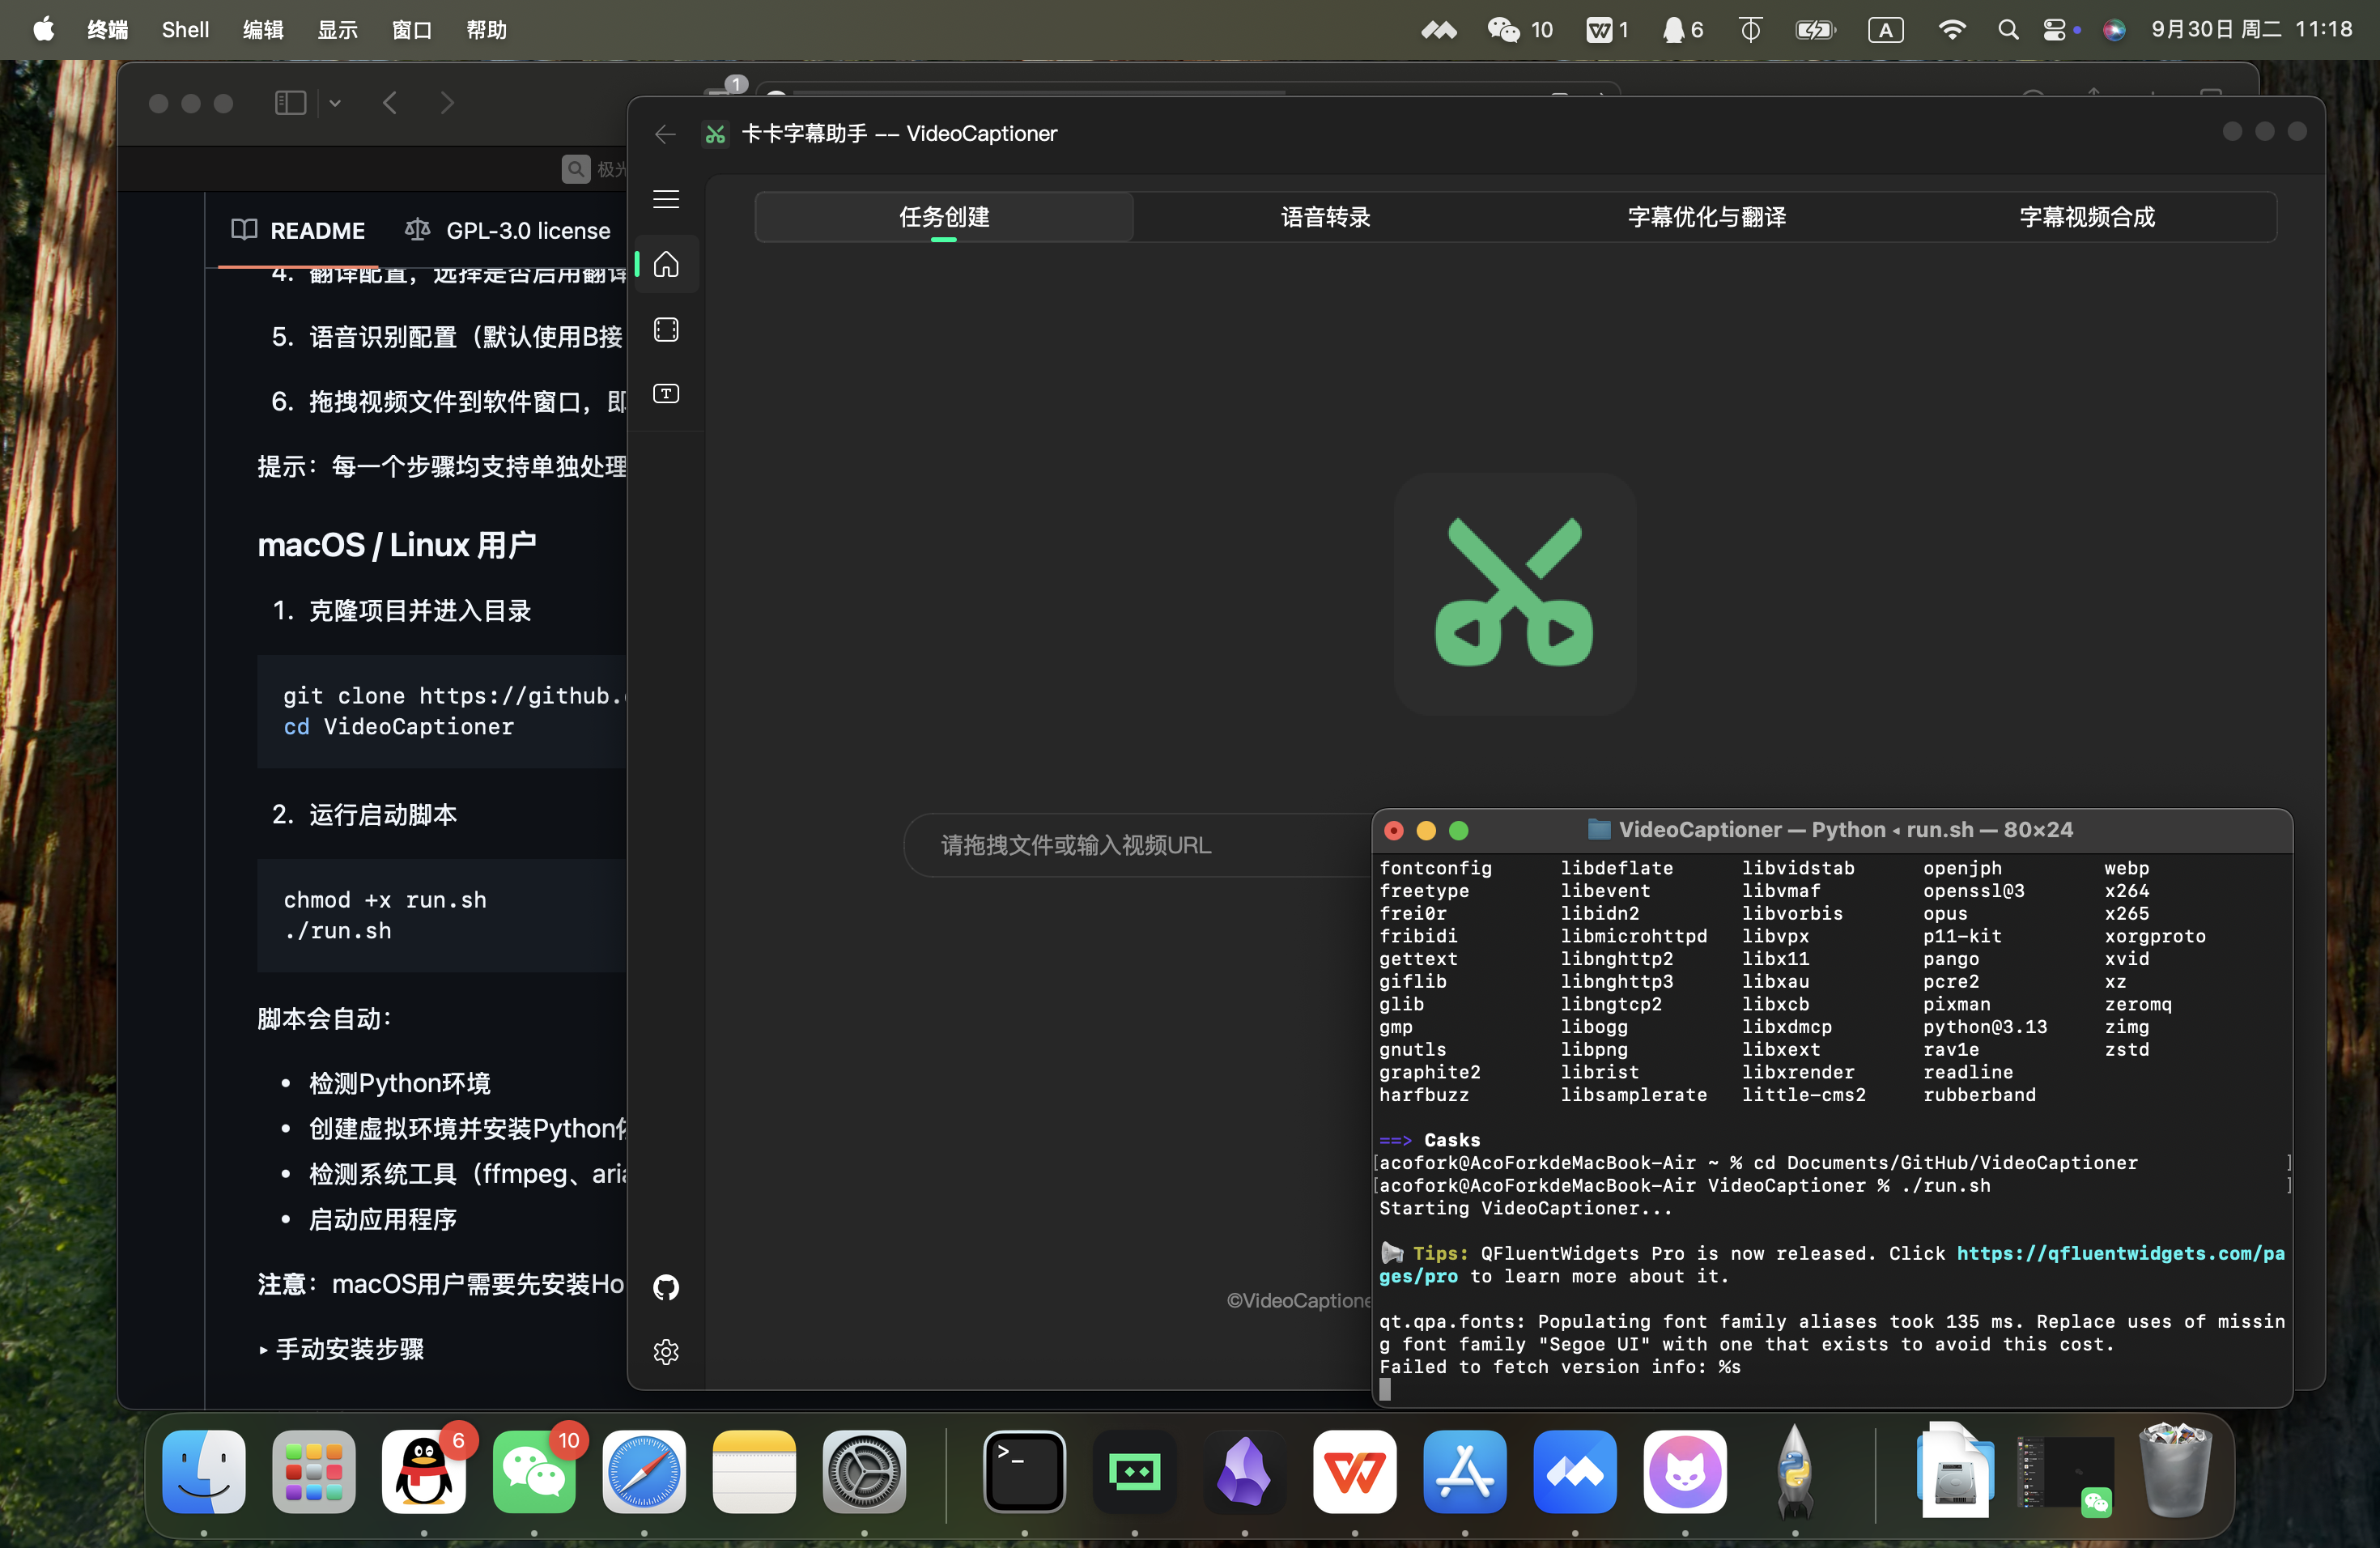 终端 Shell 编辑 显示 窗口 帮助 10 1 6 A 9月30日 周二 11:18
1
极光
README GPL-3.0 license
4. 翻译配置，选择是否启用翻译
5. 语音识别配置（默认使用B接
6. 拖拽视频文件到软件窗口，即
提示：每一个步骤均支持单独处理
macOS / Linux 用户
1. 克隆项目并进入目录
git clone https://github.
cd VideoCaptioner
2. 运行启动脚本
chmod +x run.sh
./run.sh
脚本会自动：
• 检测Python环境
• 创建虚拟环境并安装Python
• 检测系统工具（ffmpeg、aria
• 启动应用程序
注意：macOS用户需要先安装Ho
▸ 手动安装步骤
卡卡字幕助手 -- VideoCaptioner
任务创建 语音转录 字幕优化与翻译 字幕视频合成
请拖拽文件或输入视频URL
©VideoCaptione
VideoCaptioner — Python ◂ run.sh — 80×24
fontconfig libdeflate libvidstab openjph webp
freetype libevent libvmaf openssl@3 x264
frei0r libidn2 libvorbis opus x265
fribidi libmicrohttpd libvpx p11-kit xorgproto
gettext libnghttp2 libx11 pango xvid
giflib libnghttp3 libxau pcre2 xz
glib libngtcp2 libxcb pixman zeromq
gmp libogg libxdmcp python@3.13 zimg
gnutls libpng libxext rav1e zstd
graphite2 librist libxrender readline
harfbuzz libsamplerate little-cms2 rubberband
==> Casks
[acofork@AcoForkdeMacBook-Air ~ % cd Documents/GitHub/VideoCaptioner ]
[acofork@AcoForkdeMacBook-Air VideoCaptioner % ./run.sh ]
Starting VideoCaptioner...
📢 Tips: QFluentWidgets Pro is now released. Click https://qfluentwidgets.com/pa
ges/pro to learn more about it.
qt.qpa.fonts: Populating font family aliases took 135 ms. Replace uses of missin
g font family "Segoe UI" with one that exists to avoid this cost.
Failed to fetch version info: %s
6 10